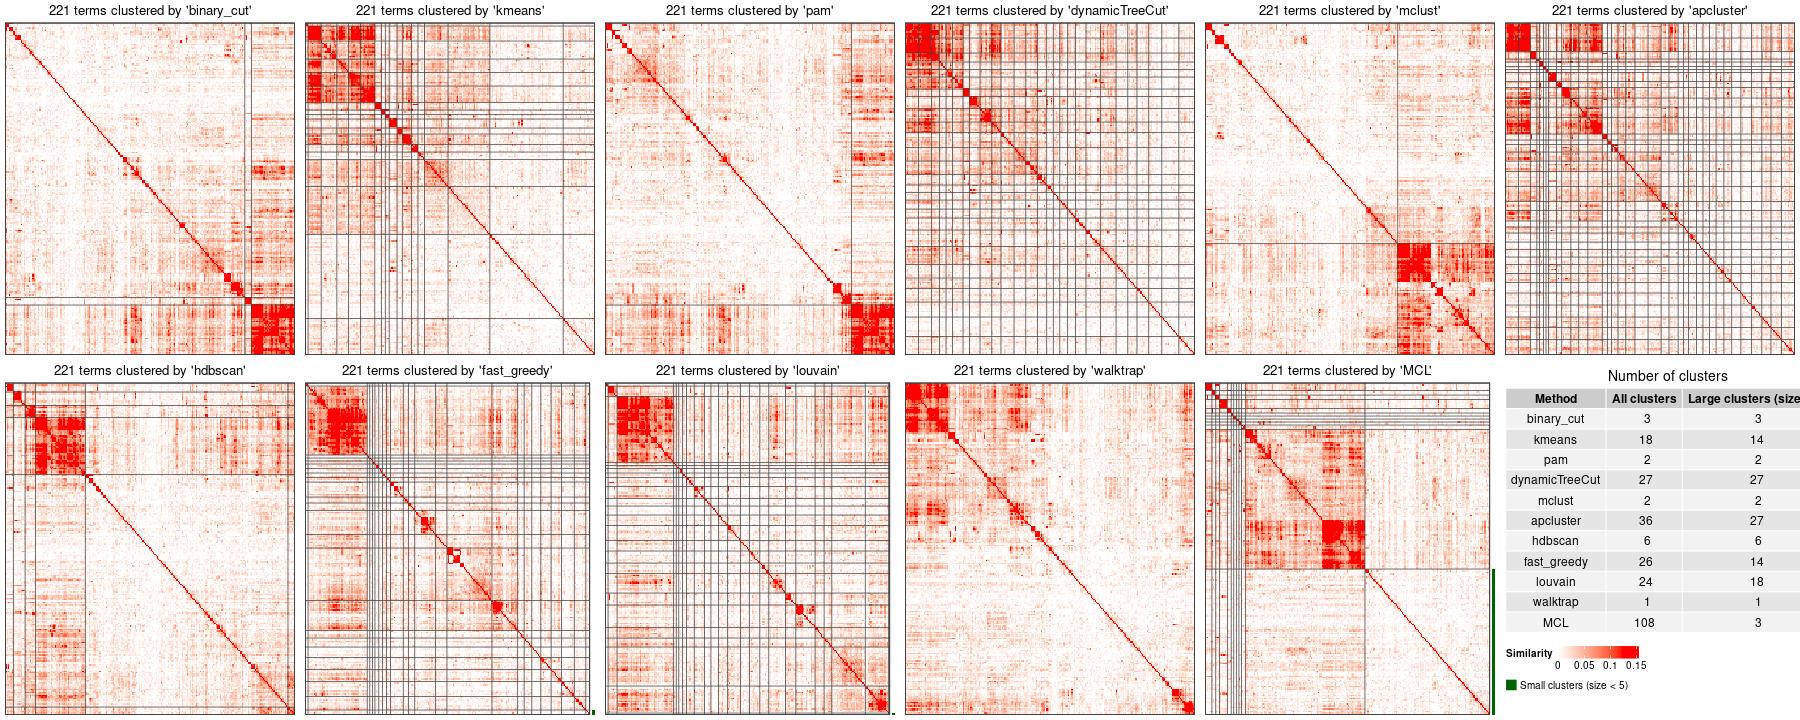 221 terms clustered by 'binary_cut'
221 terms clustered by 'kmeans'
221 terms clustered by 'pam'
221 terms clustered by 'dynamicTreeCut'
221 terms clustered by 'mclust'
221 terms clustered by 'apcluster'
221 terms clustered by 'hdbscan'
221 terms clustered by 'fast_greedy'
221 terms clustered by 'louvain'
221 terms clustered by 'walktrap'
221 terms clustered by 'MCL'
Number of clusters
Method All clusters Large clusters (size
binary_cut 3 3
kmeans 18 14
pam 2 2
dynamicTreeCut 27 27
mclust 2 2
apcluster 36 27
hdbscan 6 6
fast_greedy 26 14
louvain 24 18
walktrap 1 1
MCL 108 3
Similarity
0 0.05 0.1 0.15
Small clusters (size < 5)